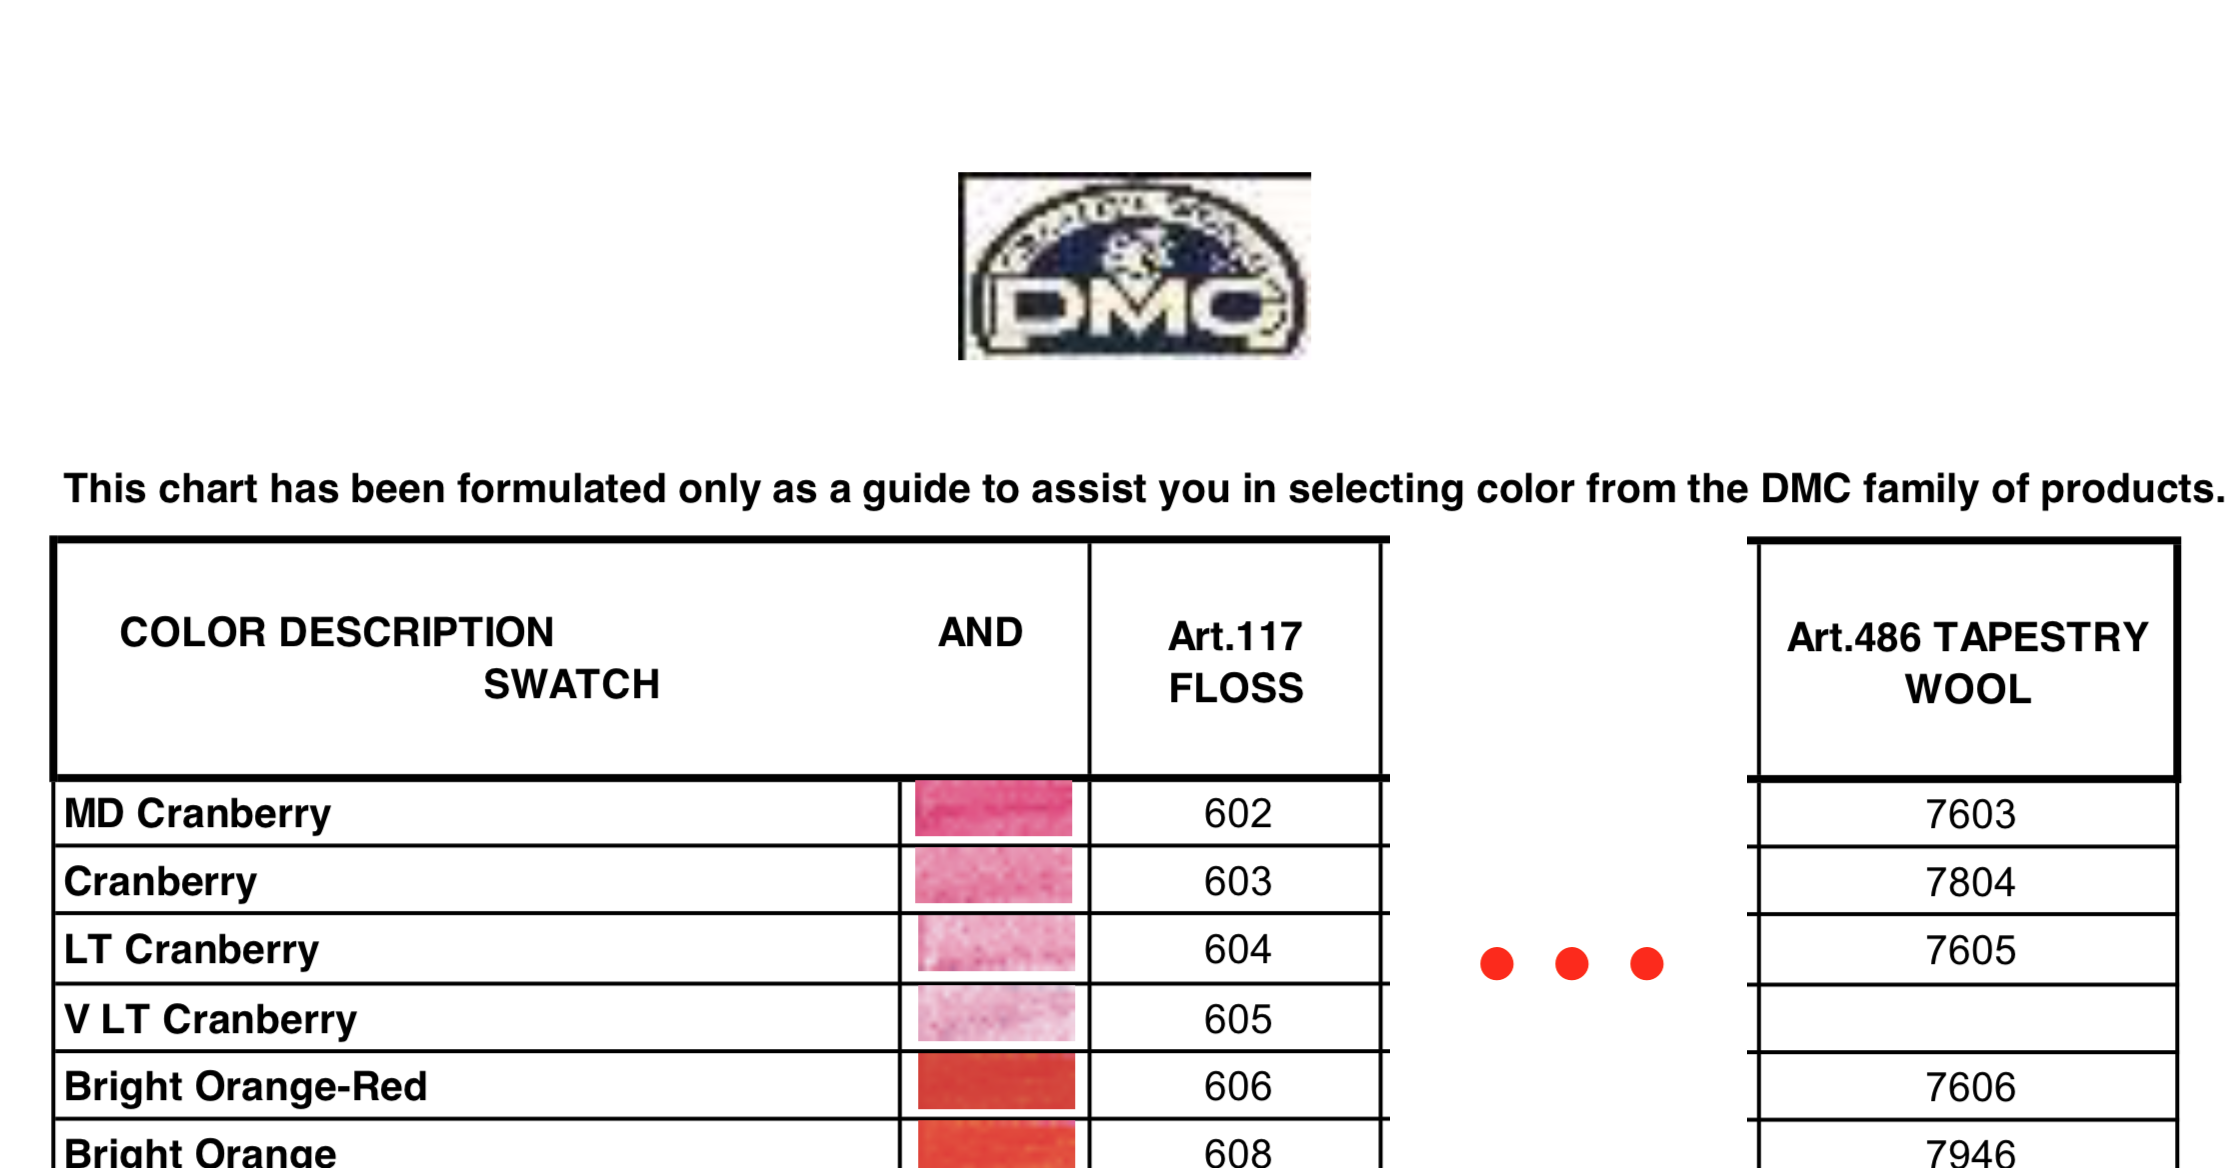 DMC
This chart has been formulated only as a guide to assist you in selecting color from the DMC family of products.
COLOR DESCRIPTION AND
SWATCH
Art.117
FLOSS
Art.486 TAPESTRY
WOOL
MD Cranberry 602 7603
Cranberry 603 7804
LT Cranberry 604 7605
V LT Cranberry 605
Bright Orange-Red 606 7606
Bright Orange 608 7946